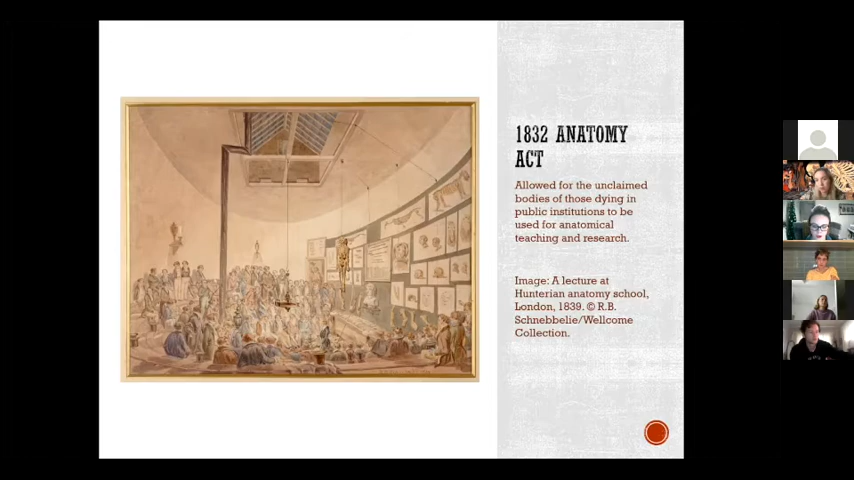 1832 ANATOMY
ACT
Allowed for the unclaimed
bodies of those dying in
public institutions to be
used for anatomical
teaching and research.
Image: A lecture at
Hunterian anatomy school,
London, 1839. © R.B.
Schnebbelie/Wellcome
Collection.